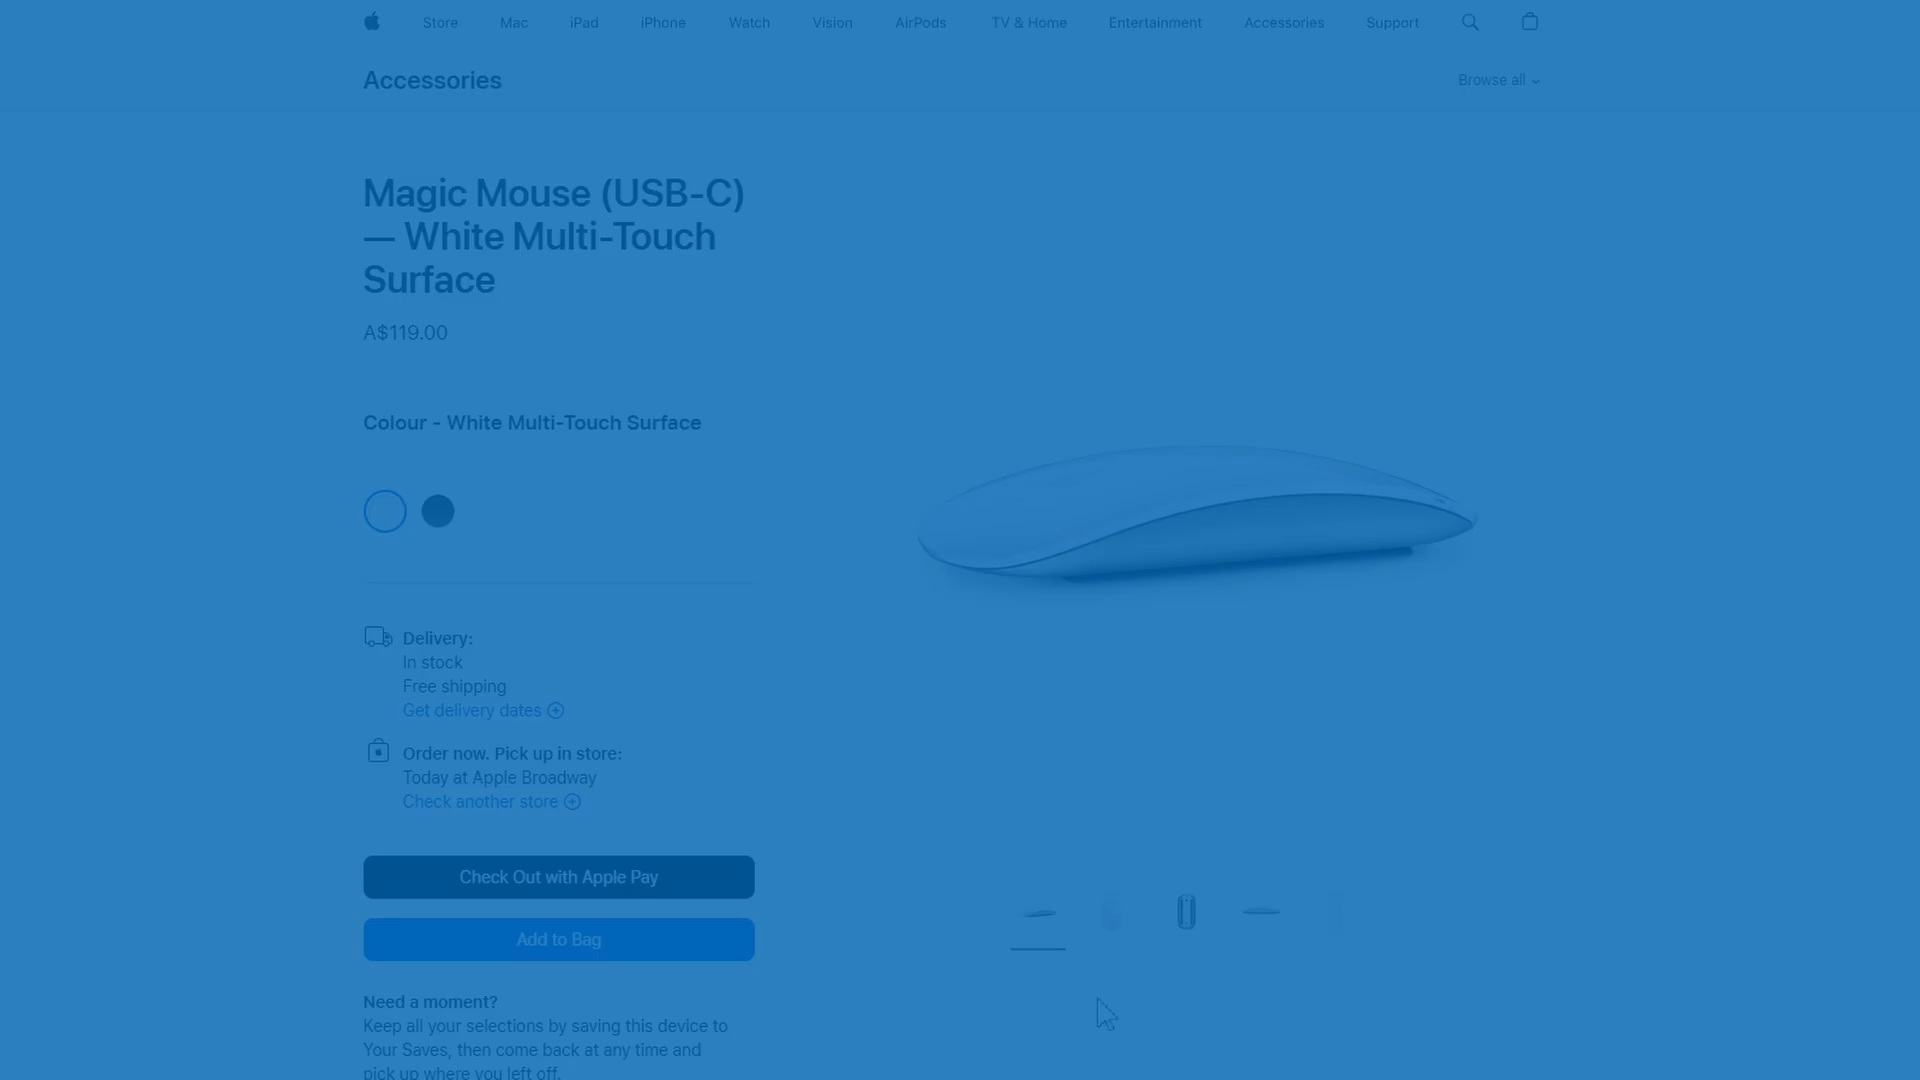 Store Mac iPad iPhone Watch Vision AirPods TV & Home Entertainment Accessories Support
Accessories
Browse all
Magic Mouse (USB-C)
— White Multi-Touch
Surface
A$119.00
Colour - White Multi-Touch Surface
Delivery:
In stock
Free shipping
Get delivery dates
Order now. Pick up in store:
Today at Apple Broadway
Check another store
Check Out with Apple Pay
Add to Bag
Need a moment?
Keep all your selections by saving this device to
Your Saves, then come back at any time and
pick up where you left off.